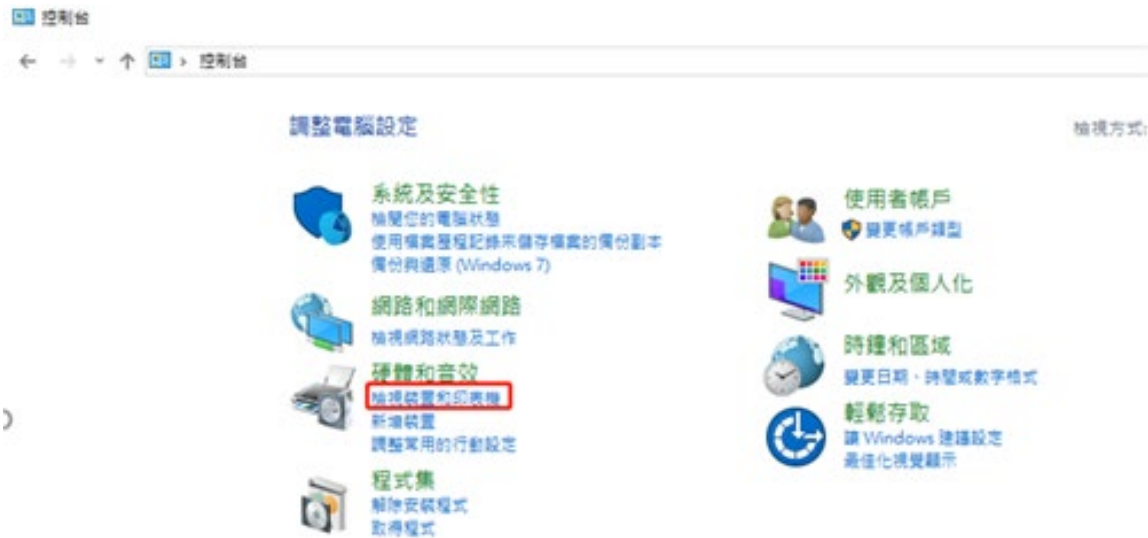 控制台
控制台
調整電腦設定
檢視方式:
系統及安全性
檢閱您的電腦狀態
使用檔案歷程記錄來儲存檔案的備份副本
備份與還原 (Windows 7)
網路和網際網路
檢視網路狀態及工作
硬體和音效
檢視裝置和印表機
新增裝置
調整常用的行動設定
程式集
解除安裝程式
取得程式
使用者帳戶
變更帳戶類型
外觀及個人化
時鐘和區域
變更日期、時間或數字格式
輕鬆存取
讓 Windows 建議設定
最佳化視覺顯示